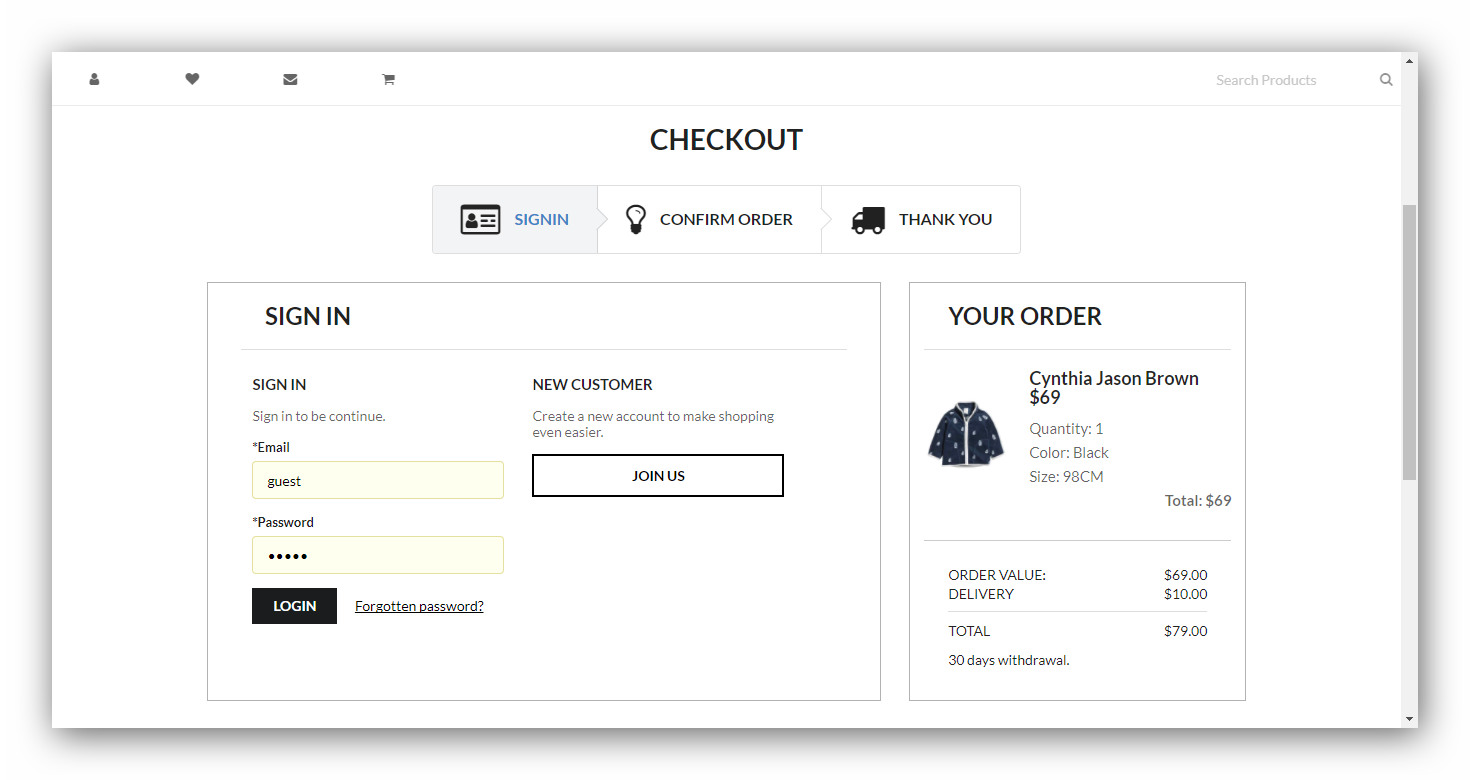 Search Products
CHECKOUT
SIGNIN
CONFIRM ORDER
THANK YOU
SIGN IN
SIGN IN
Sign in to be continue.
*Email
guest
*Password
•••••
LOGIN
Forgotten password?
NEW CUSTOMER
Create a new account to make shopping
even easier.
JOIN US
YOUR ORDER
Cynthia Jason Brown
$69
Quantity: 1
Color: Black
Size: 98CM
Total: $69
ORDER VALUE: $69.00
DELIVERY $10.00
TOTAL $79.00
30 days withdrawal.